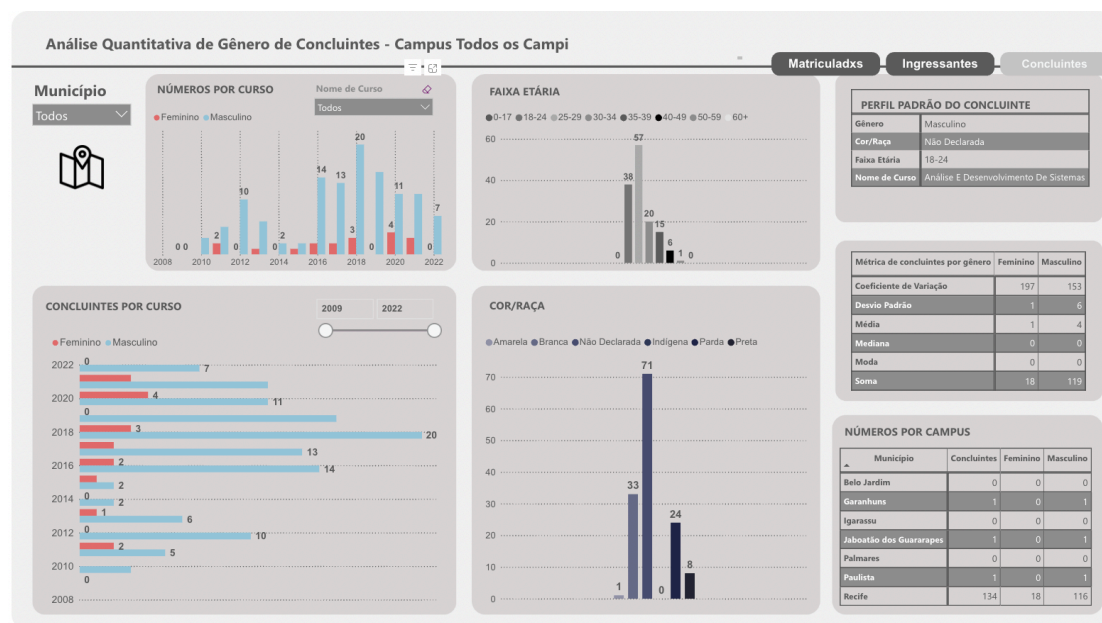 Análise Quantitativa de Gênero de Concluintes - Campus Todos os Campi
Matriculadxs
Ingressantes
Concluintes
Município
Todos
NÚMEROS POR CURSO
Nome de Curso
Todos
Feminino Masculino
20
14
13
10
11
7
2
2
3
4
0 0
0
0
0
0
2008 2010 2012 2014 2016 2018 2020 2022
FAIXA ETÁRIA
0-17 18-24 25-29 30-34 35-39 40-49 50-59 60+
60
40
20
0
0
38
57
20
15
6
1
0
PERFIL PADRÃO DO CONCLUINTE
Gênero Masculino
Cor/Raça Não Declarada
Faixa Etária 18-24
Nome de Curso Análise E Desenvolvimento De Sistemas
Métrica de concluintes por gênero Feminino Masculino
Coeficiente de Variação 197 153
Desvio Padrão 1 6
Média 1 4
Mediana 0 0
Moda 0 0
Soma 18 119
CONCLUINTES POR CURSO
2009 2022
Feminino Masculino
2022 0
7
2020 4
11
0
2018 3
20
13
2016 2
14
2
2014 0
2
1
6
2012 0
10
2
5
2010
0
2008
COR/RAÇA
Amarela Branca Não Declarada Indígena Parda Preta
70
60
50
40
30
20
10
0
1
33
71
0
24
8
NÚMEROS POR CAMPUS
Município Concluintes Feminino Masculino
Belo Jardim 0 0 0
Garanhuns 1 0 1
Igarassu 0 0 0
Jaboatão dos Guararapes 1 0 1
Palmares 0 0 0
Paulista 1 0 1
Recife 134 18 116